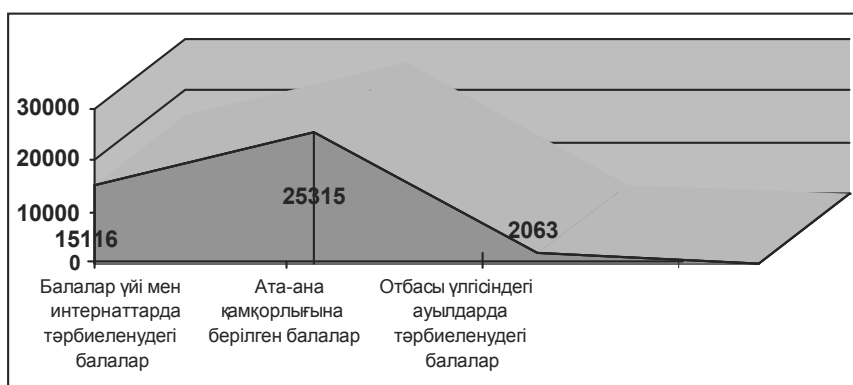 30000
20000
10000
0
15116
25315
2063
Балалар үйі мен
интернаттарда
тәрбиеленудегі
балалар
Ата-ана
қамқорлығына
берілген балалар
Отбасы үлгісіндегі
ауылдарда
тәрбиеленудегі
балалар